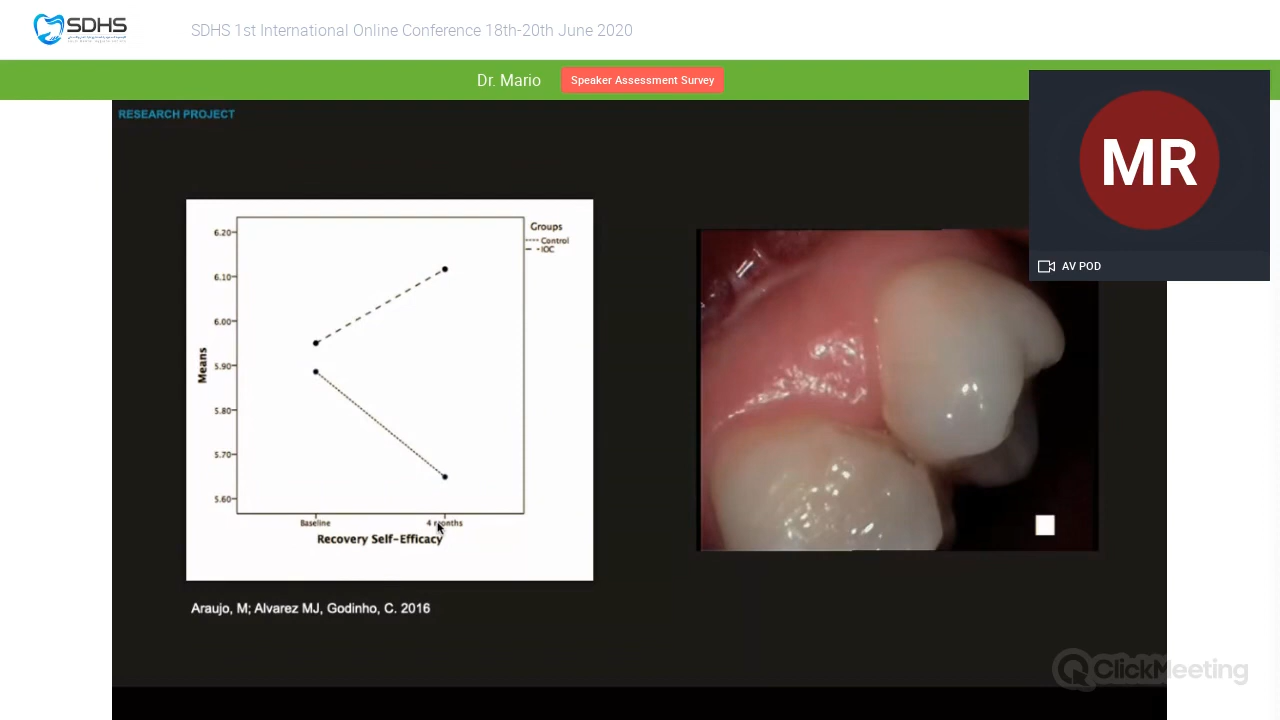 SDHS
SDHS 1st International Online Conference 18th-20th June 2020
Dr. Mario
Speaker Assessment Survey
RESEARCH PROJECT
MR
AV POD
Groups
Control
IOC
6.20
6.10
6.00
5.90
5.80
5.70
5.60
Means
Baseline
4 months
Recovery Self-Efficacy
Araujo, M; Alvarez MJ, Godinho, C. 2016
ClickMeeting